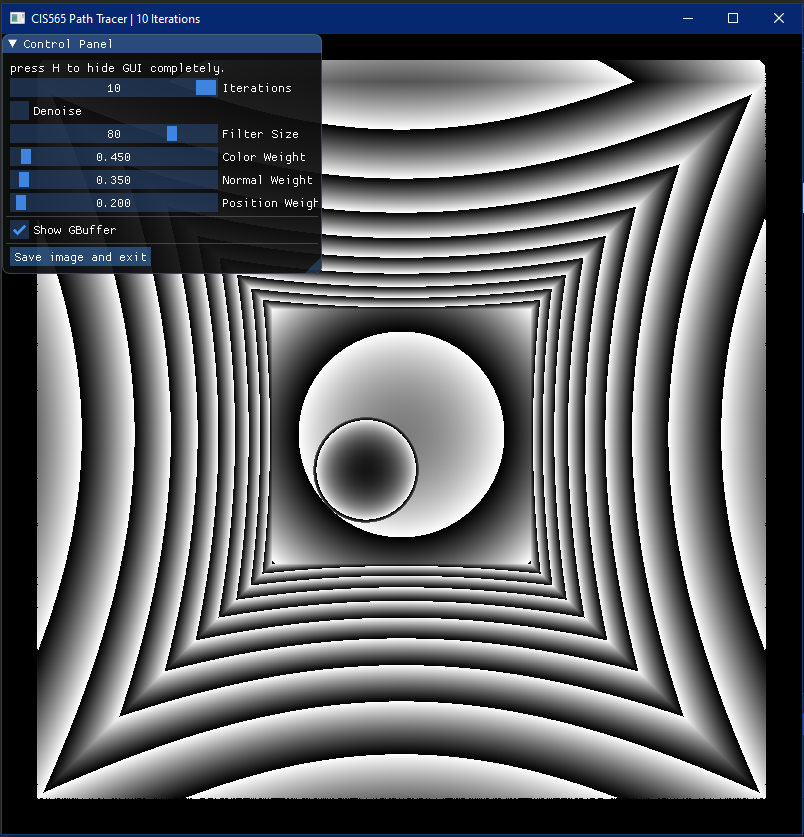 CIS565 Path Tracer | 10 Iterations
Control Panel
press H to hide GUI completely.
10 Iterations
Denoise
80 Filter Size
0.450 Color Weight
0.350 Normal Weight
0.200 Position Weigh
Show GBuffer
Save image and exit